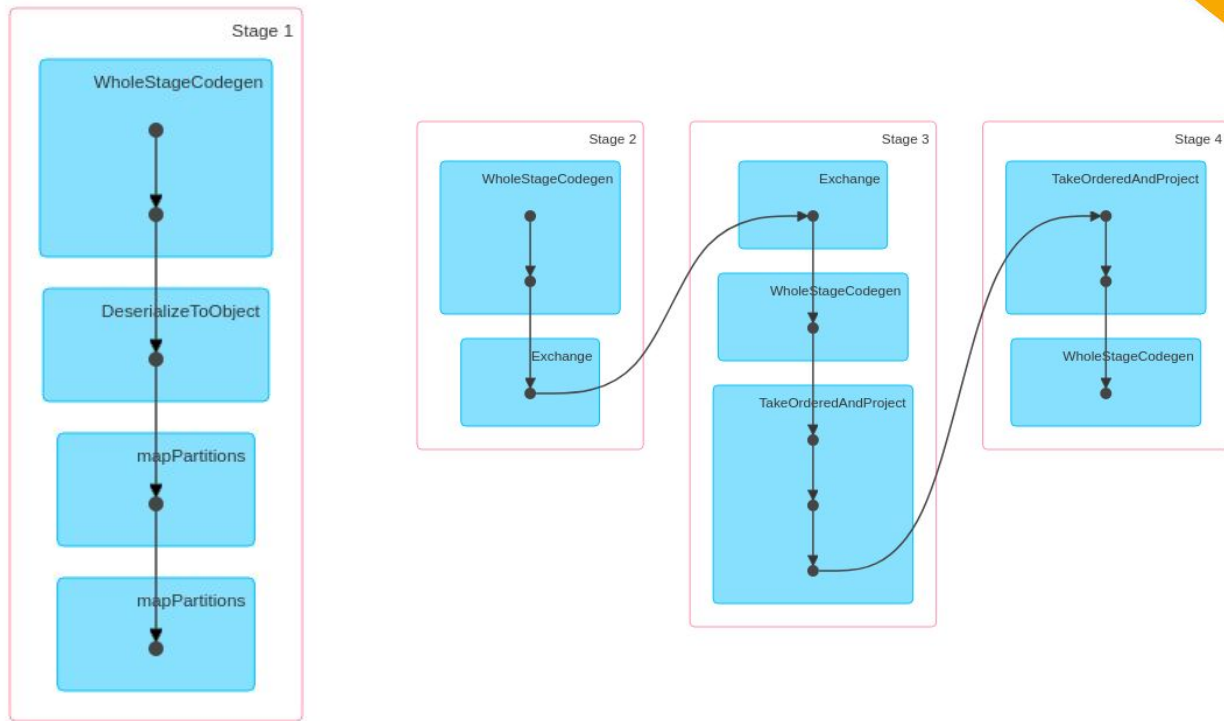 Stage 1
WholeStageCodegen
DeserializeToObject
mapPartitions
mapPartitions
Stage 2
WholeStageCodegen
Exchange
Stage 3
Exchange
WholeStageCodegen
TakeOrderedAndProject
Stage 4
TakeOrderedAndProject
WholeStageCodegen